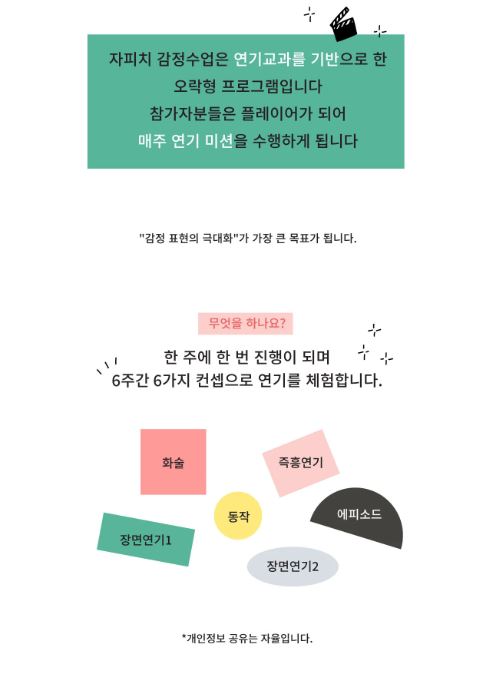 자피치 감정수업은 연기교과를 기반으로 한
오락형 프로그램입니다
참가자분들은 플레이어가 되어
매주 연기 미션을 수행하게 됩니다
"감정 표현의 극대화"가 가장 큰 목표가 됩니다.
무엇을 하나요?
한 주에 한 번 진행이 되며
6주간 6가지 컨셉으로 연기를 체험합니다.
화술
즉흥연기
동작
에피소드
장면연기1
장면연기2
*개인정보 공유는 자율입니다.